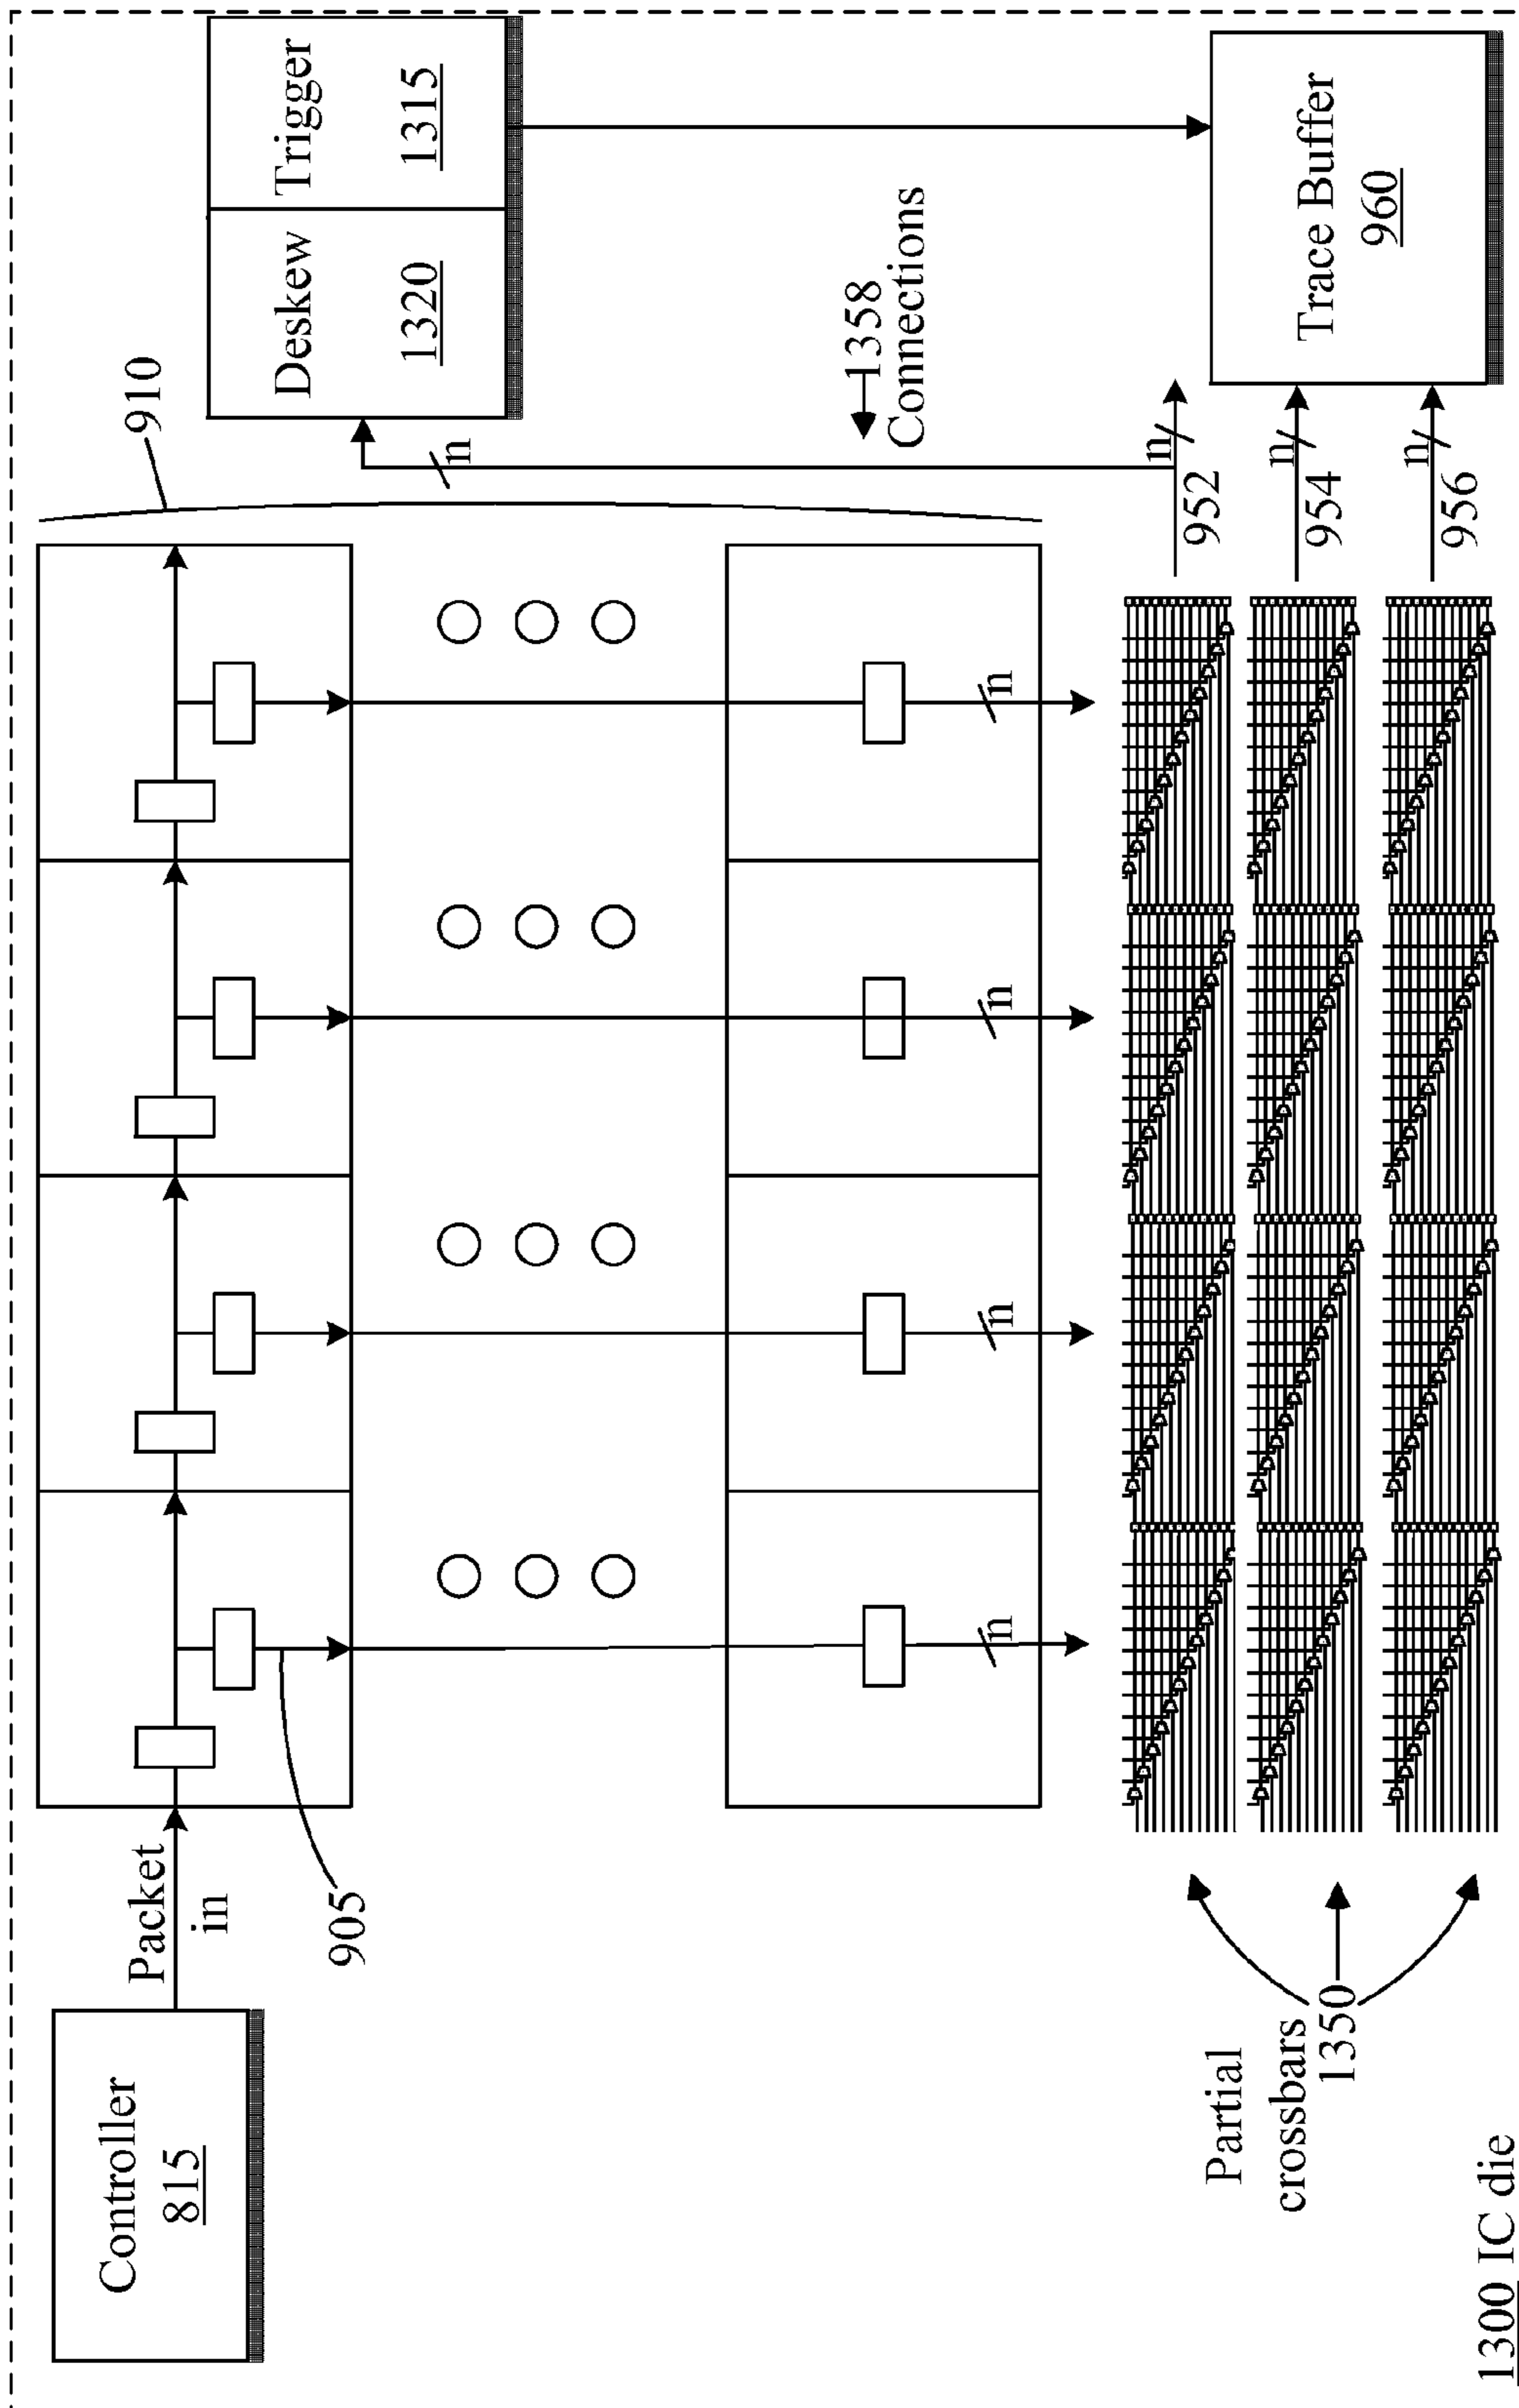 Controller
815
Packet
in
905
910
Deskew
1320
Trigger
1315
n
1358
Connections
n
n
n
n
n
952
n
954
n
956
Trace Buffer
960
Partial
crossbars
1350
1300 IC die